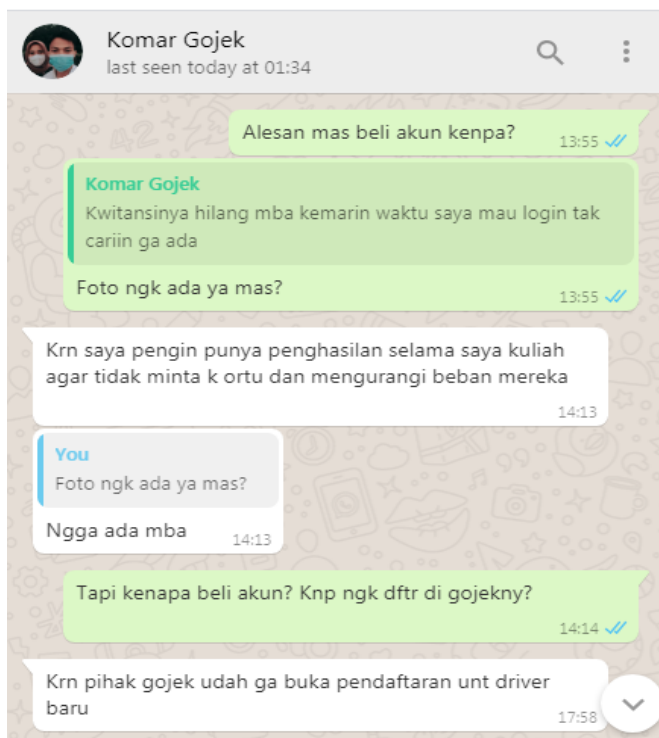 Komar Gojek
last seen today at 01:34
Alesan mas beli akun kenpa?
13:55
Komar Gojek
Kwitansinya hilang mba kemarin waktu saya mau login tak
cariin ga ada
Foto ngk ada ya mas?
13:55
Krn saya pengin punya penghasilan selama saya kuliah
agar tidak minta k ortu dan mengurangi beban mereka
14:13
You
Foto ngk ada ya mas?
Ngga ada mba
14:13
Tapi kenapa beli akun? Knp ngk dftr di gojekny?
14:14
Krn pihak gojek udah ga buka pendaftaran unt driver
baru
17:58